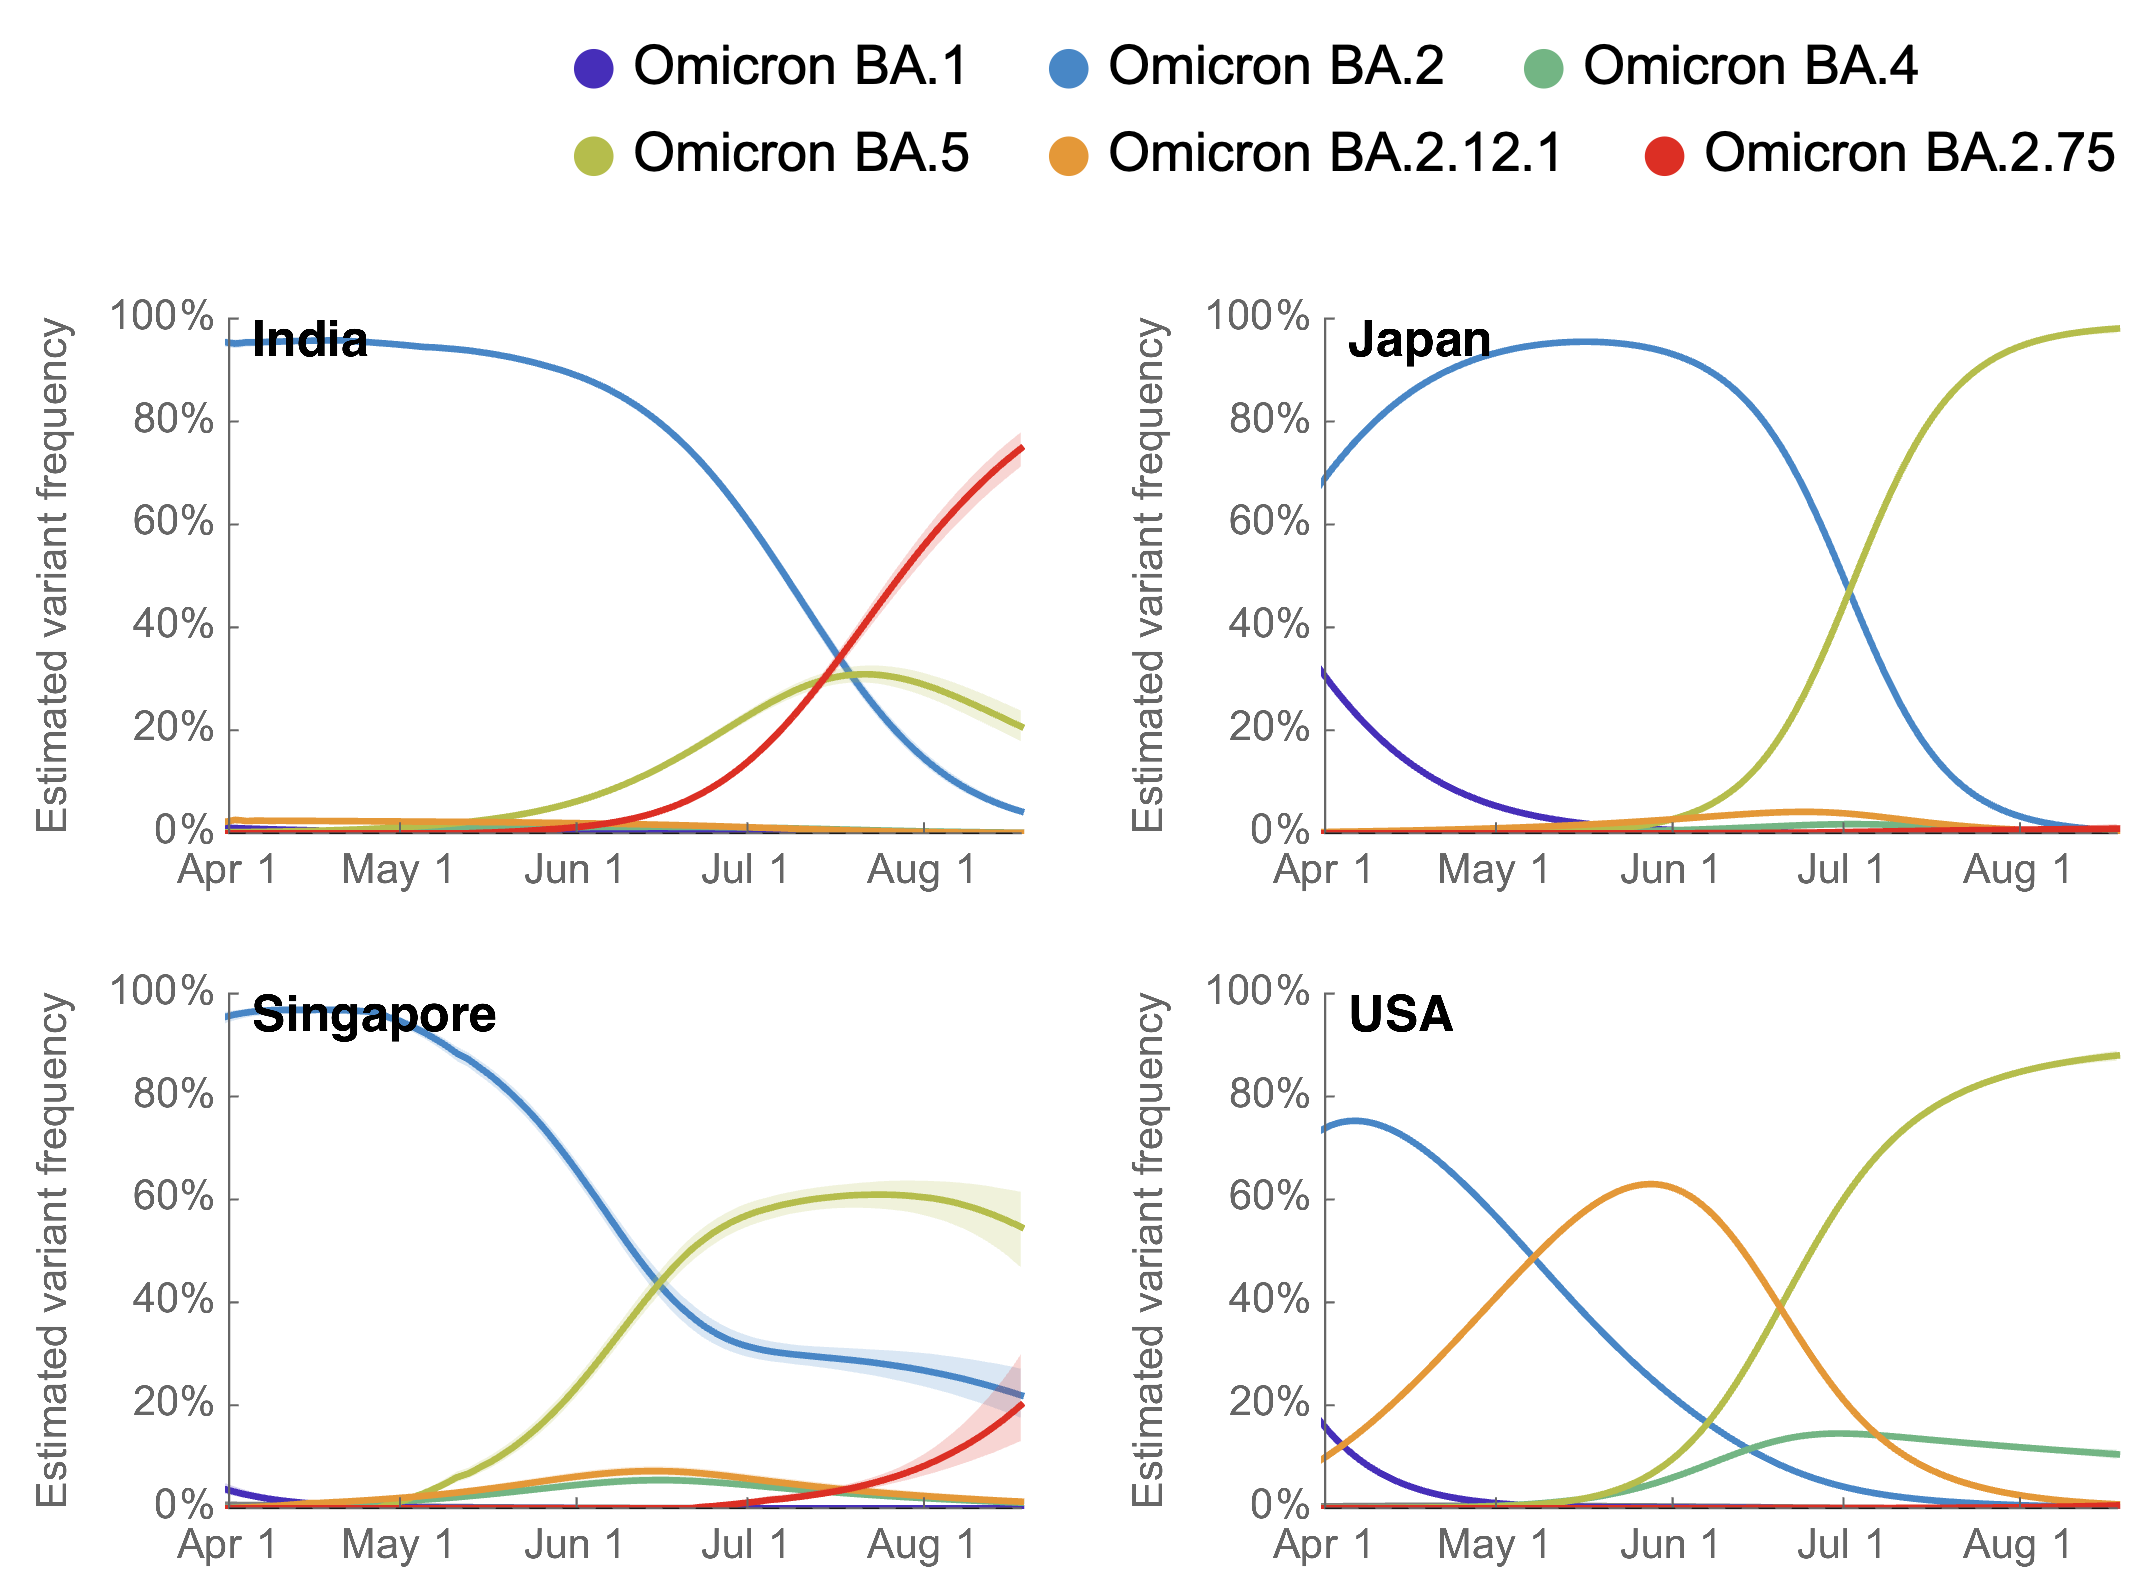 Omicron BA.1 Omicron BA.2 Omicron BA.4
Omicron BA.5 Omicron BA.2.12.1 Omicron BA.2.75
India
Estimated variant frequency
100%
80%
60%
40%
20%
0%
Apr 1 May 1 Jun 1 Jul 1 Aug 1
Japan
Estimated variant frequency
100%
80%
60%
40%
20%
0%
Apr 1 May 1 Jun 1 Jul 1 Aug 1
Singapore
Estimated variant frequency
100%
80%
60%
40%
20%
0%
Apr 1 May 1 Jun 1 Jul 1 Aug 1
USA
Estimated variant frequency
100%
80%
60%
40%
20%
0%
Apr 1 May 1 Jun 1 Jul 1 Aug 1